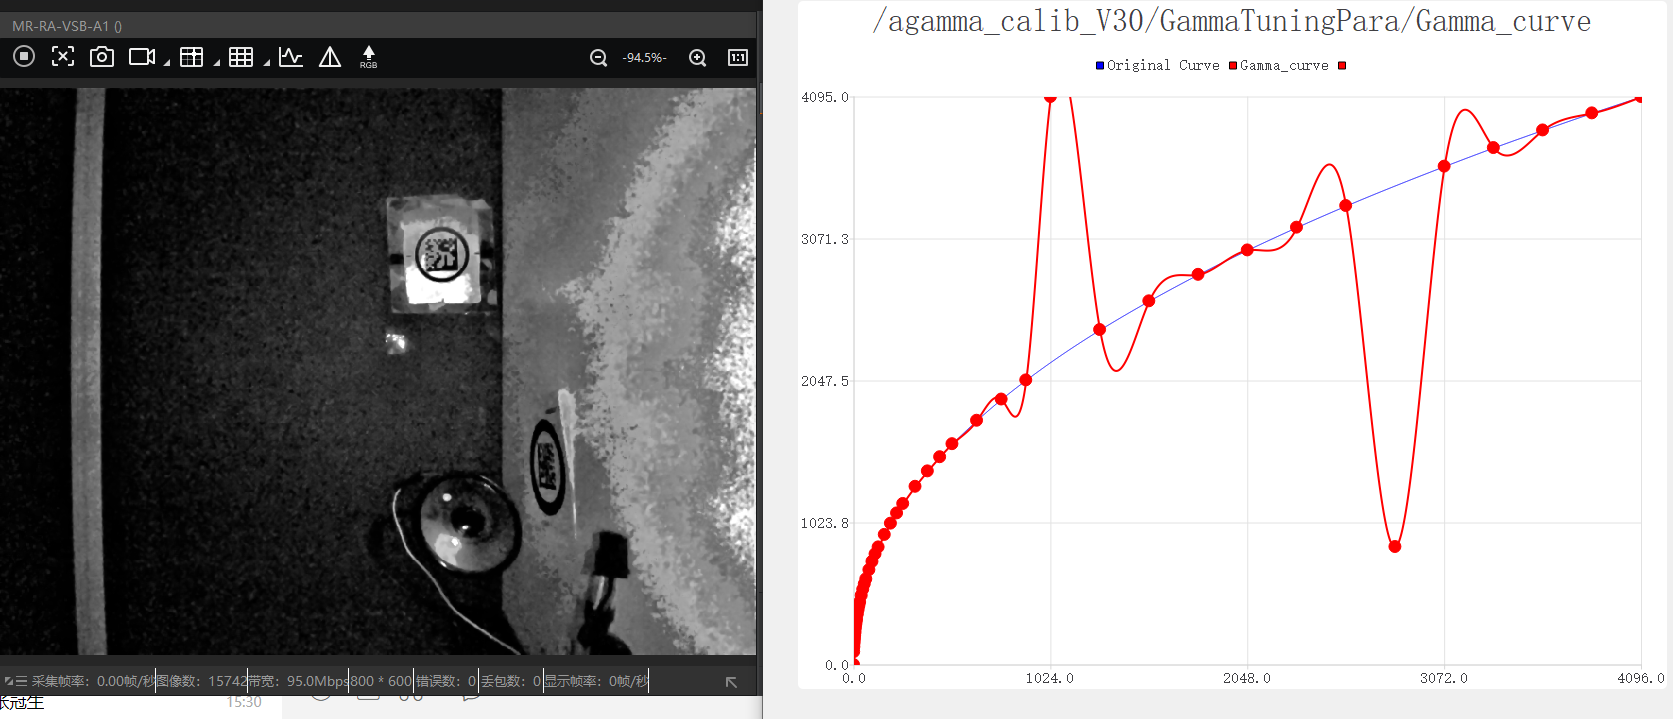 MR-RA-VSB-A1 ()
RGB
-94.5%-
1:1
采集帧率: 0.00帧/秒 图像数: 15742 带宽: 95.0Mbps 800 * 600 错误数: 0 丢包数: 0 显示帧率: 0帧/秒
张冠生
15:30
/agamma_calib_V30/GammaTuningPara/Gamma_curve
Original Curve Gamma_curve
4095.0
3071.3
2047.5
1023.8
0.0
0.0 1024.0 2048.0 3072.0 4096.0